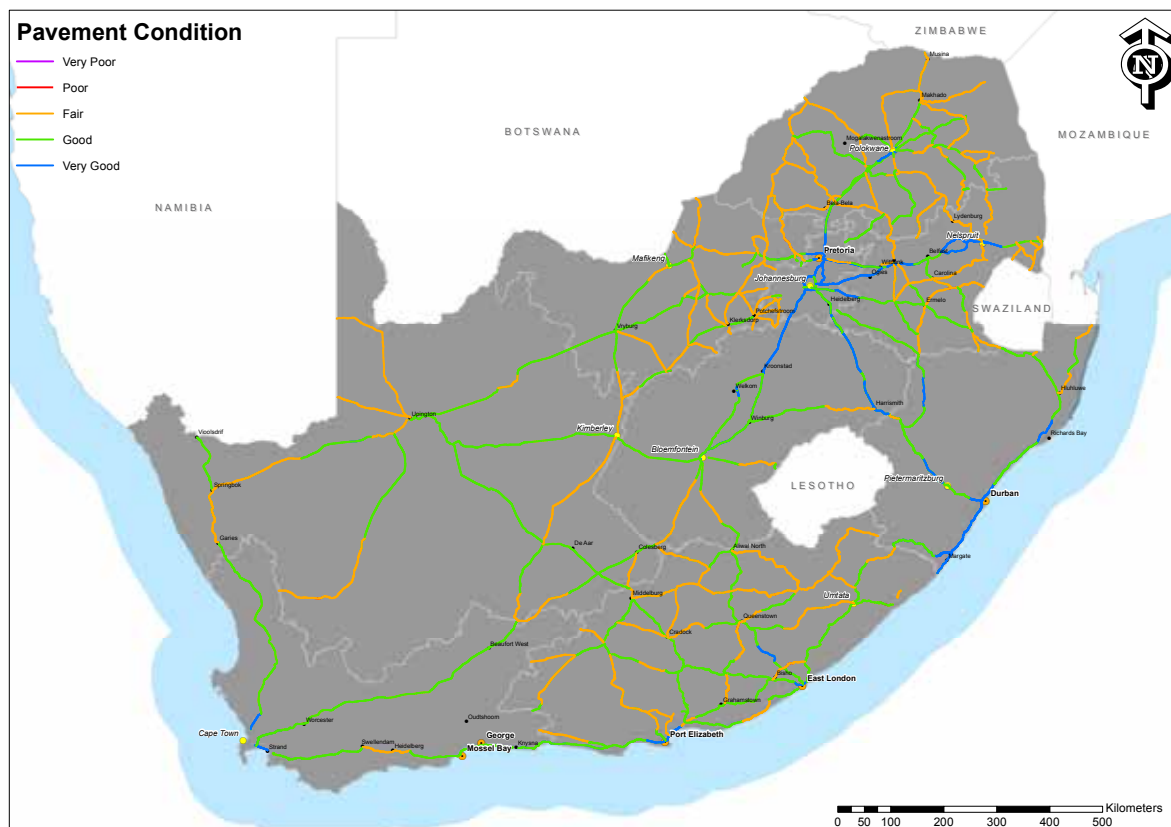 Pavement Condition
Very Poor
Poor
Fair
Good
Very Good
ZIMBABWE
N
Musina
Makhado
BOTSWANA
MOZAMBIQUE
Mogalakwenastroom
Polokwane
NAMIBIA
Bela-Bela
Lydenburg
Nelspruit
Pretoria
Belfast
Witbank
Mafikeng
Ogies
Carolina
Johannesburg
Heidelberg
Ermelo
SWAZILAND
Potchefstroom
Klerksdorp
Vryburg
Kroonstad
Welkom
Hluhluwe
Harrismith
Upington
Winburg
Kimberley
Vioolsdrif
Richards Bay
Bloemfontein
Pietermaritzburg
LESOTHO
Springbok
Durban
Garies
De Aar
Colesberg
Aliwal North
Margate
Middelburg
Umtata
Queenstown
Cradock
Beaufort West
Bisho
East London
Grahamstown
Oudtshoorn
Worcester
Cape Town
George
Port Elizabeth
Swellendam
Heidelberg
Knysna
Strand
Mossel Bay
Kilometers
0 50 100 200 300 400 500